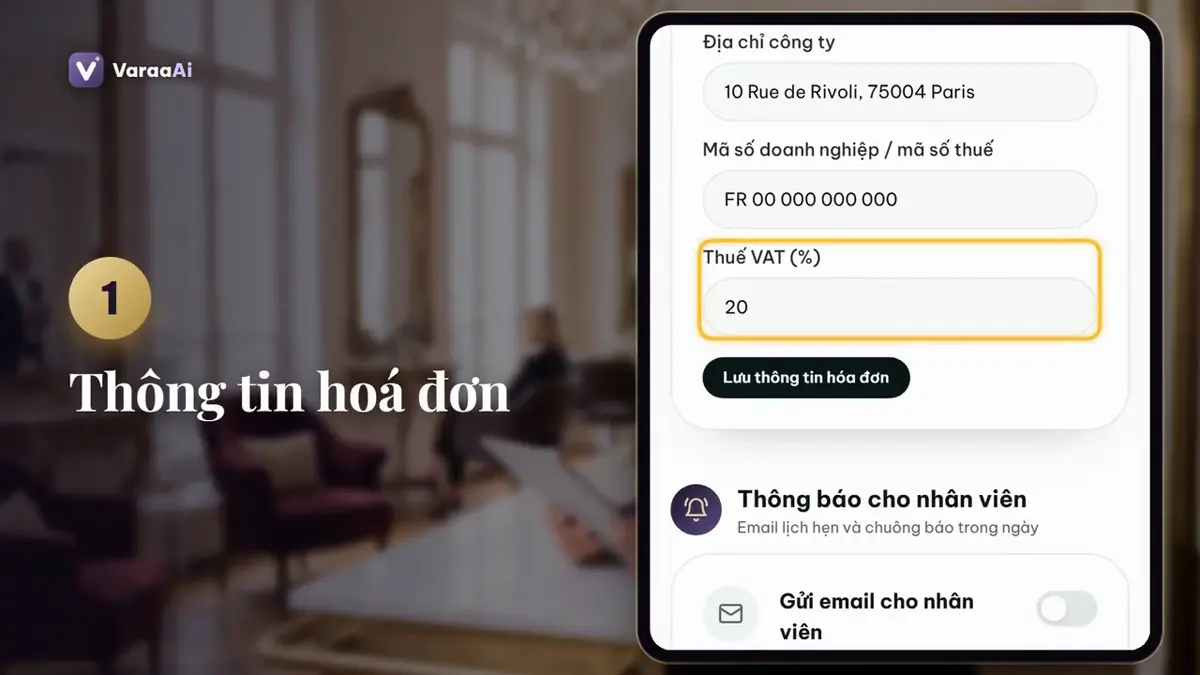 VaraaAi
1
Thông tin hoá đơn
Địa chỉ công ty
10 Rue de Rivoli, 75004 Paris
Mã số doanh nghiệp / mã số thuế
FR 00 000 000 000
Thuế VAT (%)
20
Lưu thông tin hóa đơn
Thông báo cho nhân viên
Email lịch hẹn và chuông báo trong ngày
Gửi email cho nhân
viên